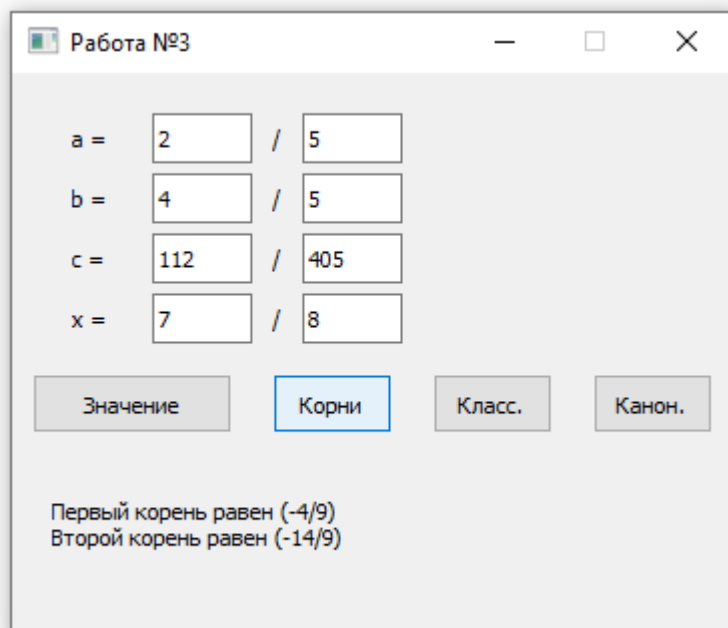 Работа №3
a = 2 / 5
b = 4 / 5
c = 112 / 405
x = 7 / 8
Значение Корни Класс. Канон.
Первый корень равен (-4/9)
Второй корень равен (-14/9)